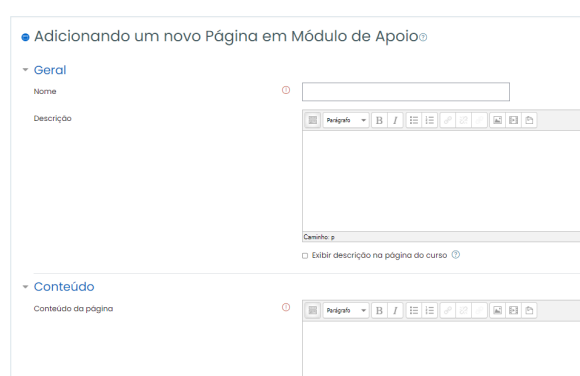 Adicionando um novo Página em Módulo de Apoio
Geral
Nome
Descrição
Parágrafo
B I
Caminho: p
Exibir descrição na página do curso
Conteúdo
Conteúdo da página
Parágrafo
B I